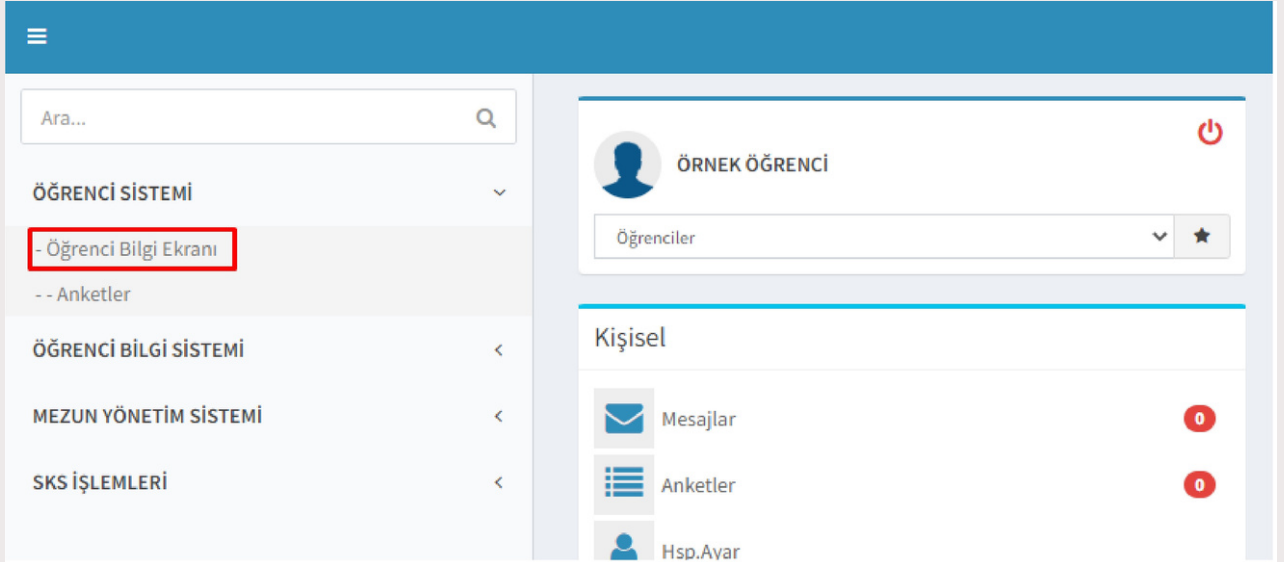 Ara...
ÖĞRENCİ SİSTEMİ
- Öğrenci Bilgi Ekranı
- - Anketler
ÖĞRENCİ BİLGİ SİSTEMİ
MEZUN YÖNETİM SİSTEMİ
SKS İŞLEMLERİ
ÖRNEK ÖĞRENCİ
Öğrenciler
Kişisel
Mesajlar 0
Anketler 0
Hsp.Ayar